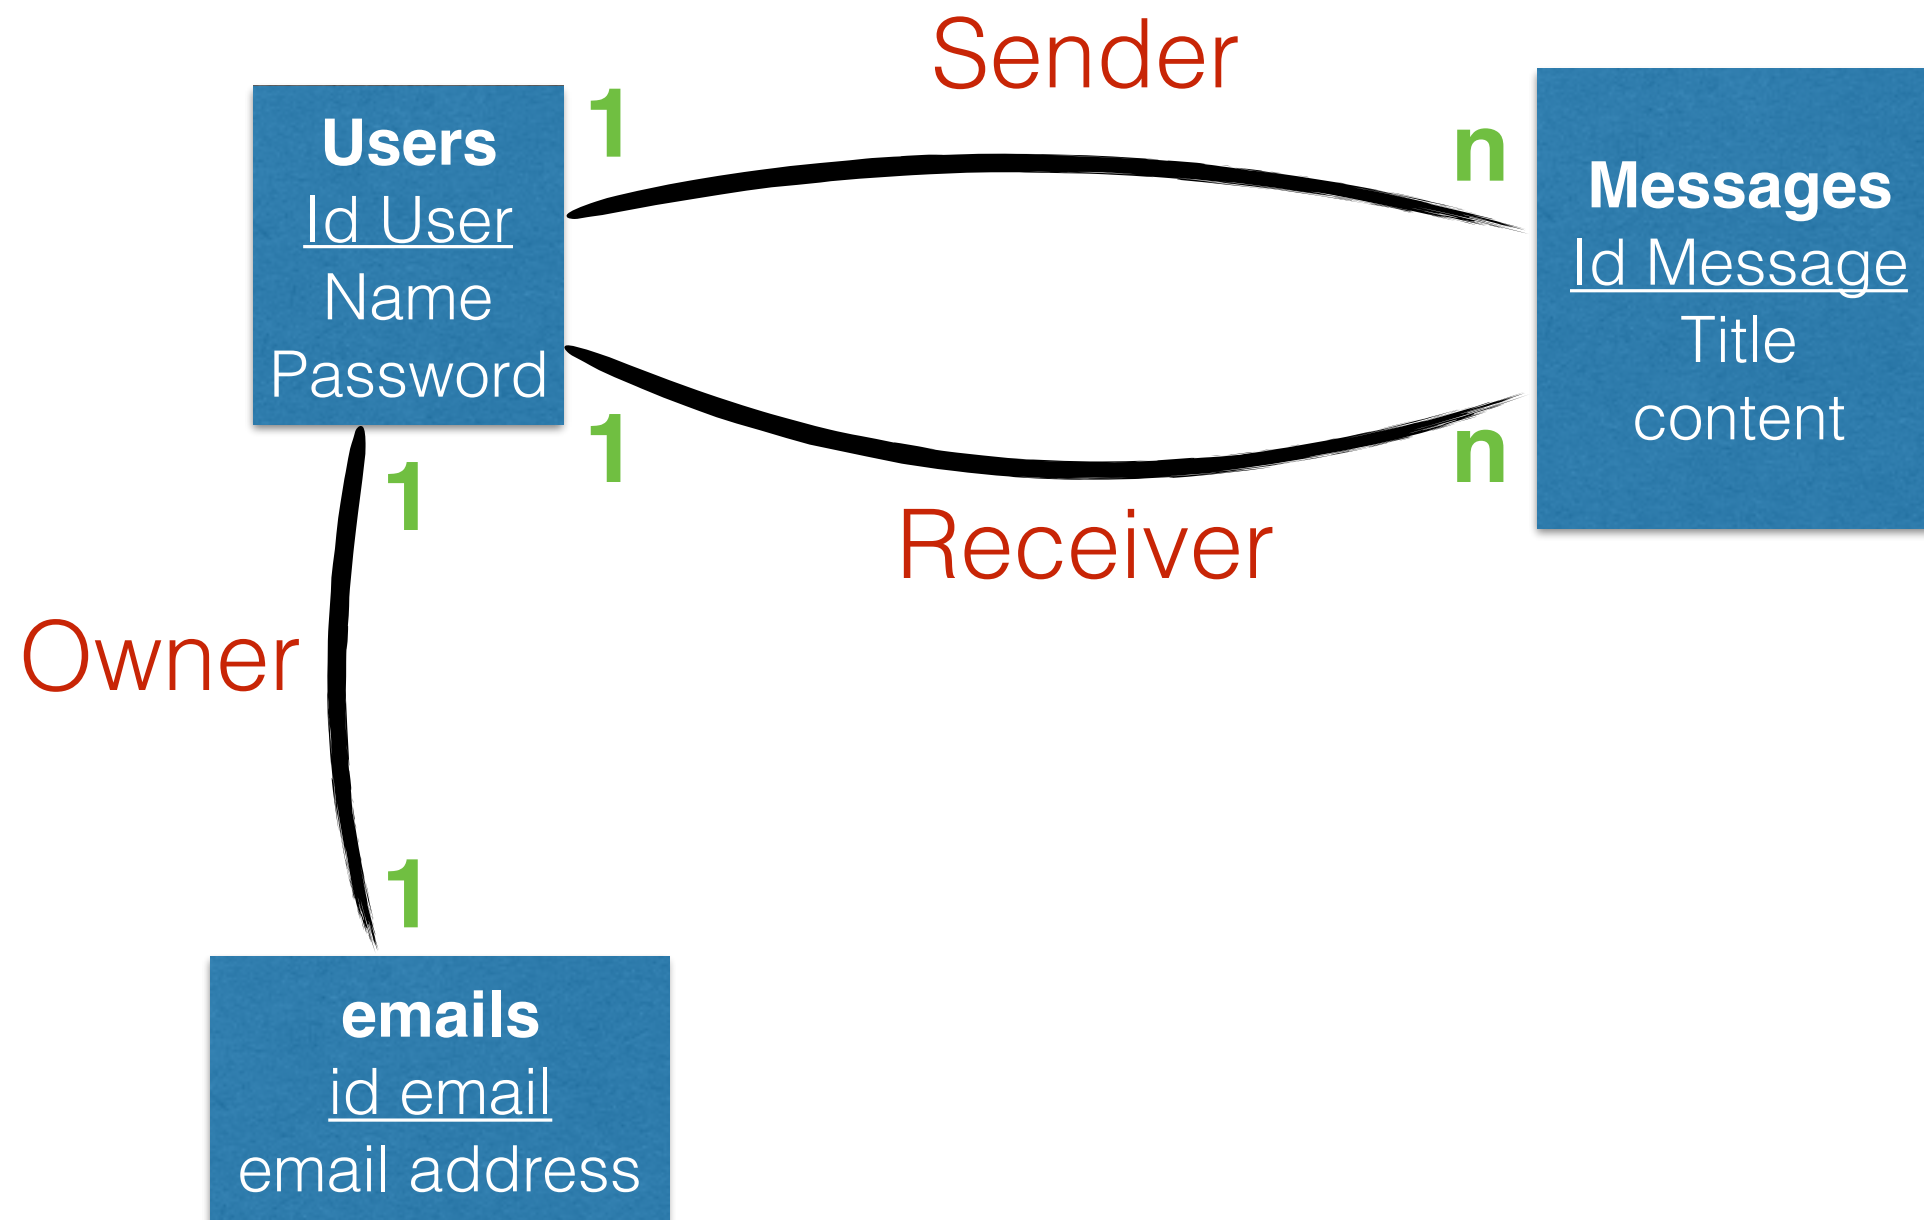 Sender
Users
Id User
Name
Password
1
n
Messages
Id Message
Title
content
1
n
Receiver
1
Owner
1
emails
id email
email address